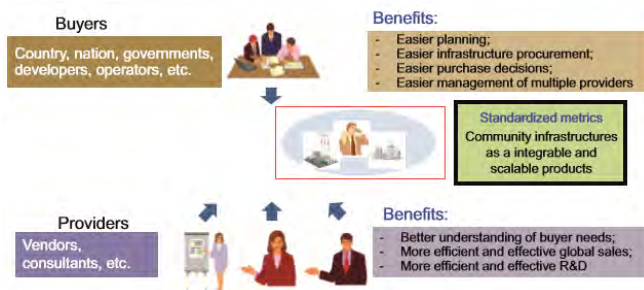 Buyers
Country, nation, governments,
developers, operators, etc.
Benefits:
- Easier planning;
- Easier infrastructure procurement;
- Easier purchase decisions;
- Easier management of multiple providers
Standardized metrics
Community infrastructures
as a integrable and
scalable products
Providers
Vendors,
consultants, etc.
Benefits:
- Better understanding of buyer needs;
- More efficient and effective global sales;
- More efficient and effective R&D